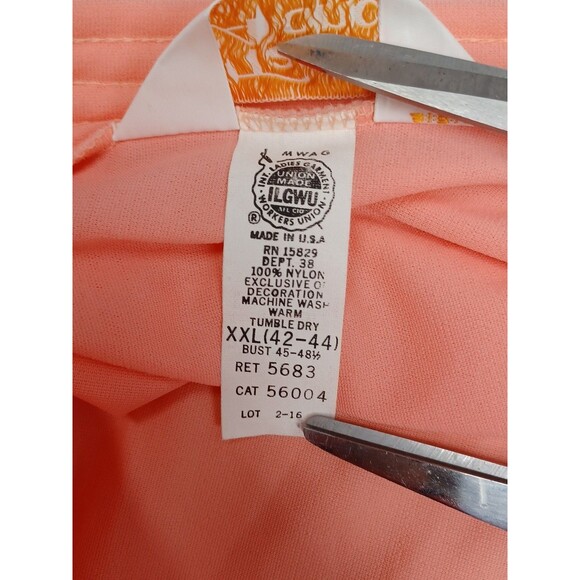 MWAG
INT. LADIES GARMENT
UNION
MADE
ILGWU
AFL CIO
WORKERS UNION
®
MADE IN U.S.A
RN 15829
DEPT. 38
100% NYLON
EXCLUSIVE OF
DECORATION
MACHINE WASH
WARM
TUMBLE DRY
XXL(42-44)
BUST 45-48½
RET 5683
CAT 56004
LOT 2-16